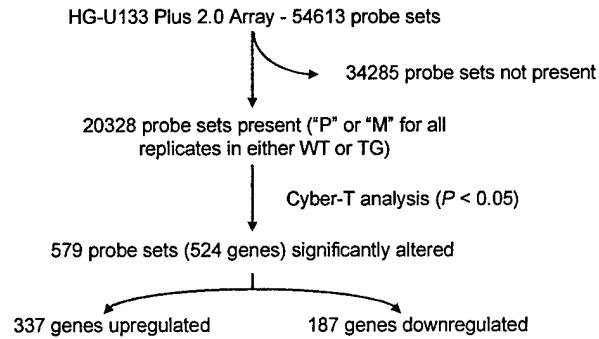 HG-U133 Plus 2.0 Array - 54613 probe sets
34285 probe sets not present
20328 probe sets present ("P" or "M" for all
replicates in either WT or TG)
Cyber-T analysis (P < 0.05)
579 probe sets (524 genes) significantly altered
337 genes upregulated
187 genes downregulated